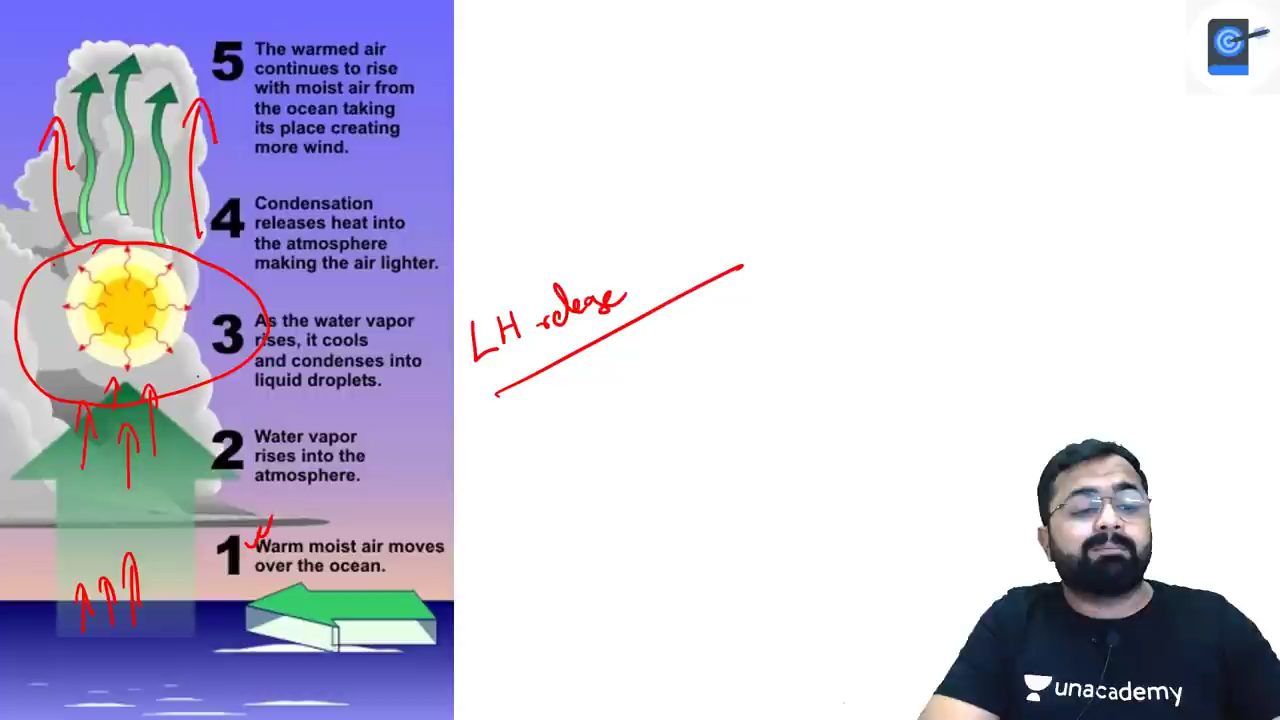 5 The warmed air
continues to rise
with moist air from
the ocean taking
its place creating
more wind.
4 Condensation
releases heat into
the atmosphere
making the air lighter.
3 As the water vapor
rises, it cools
and condenses into
liquid droplets.
2 Water vapor
rises into the
atmosphere.
1 Warm moist air moves
over the ocean.
LH release
unacademy